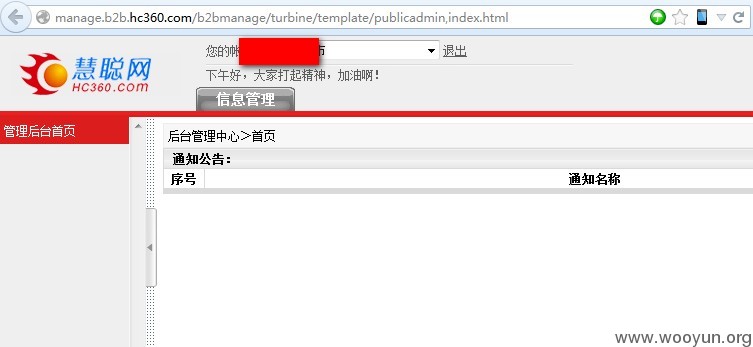 manage.b2b.hc360.com/b2bmanage/turbine/template/publicadmin,index.html
慧聪网
HC360.com
您的帐 市 退出
下午好，大家打起精神，加油啊！
信息管理
管理后台首页
后台管理中心>首页
通知公告：
序号 通知名称
www.wooyun.org